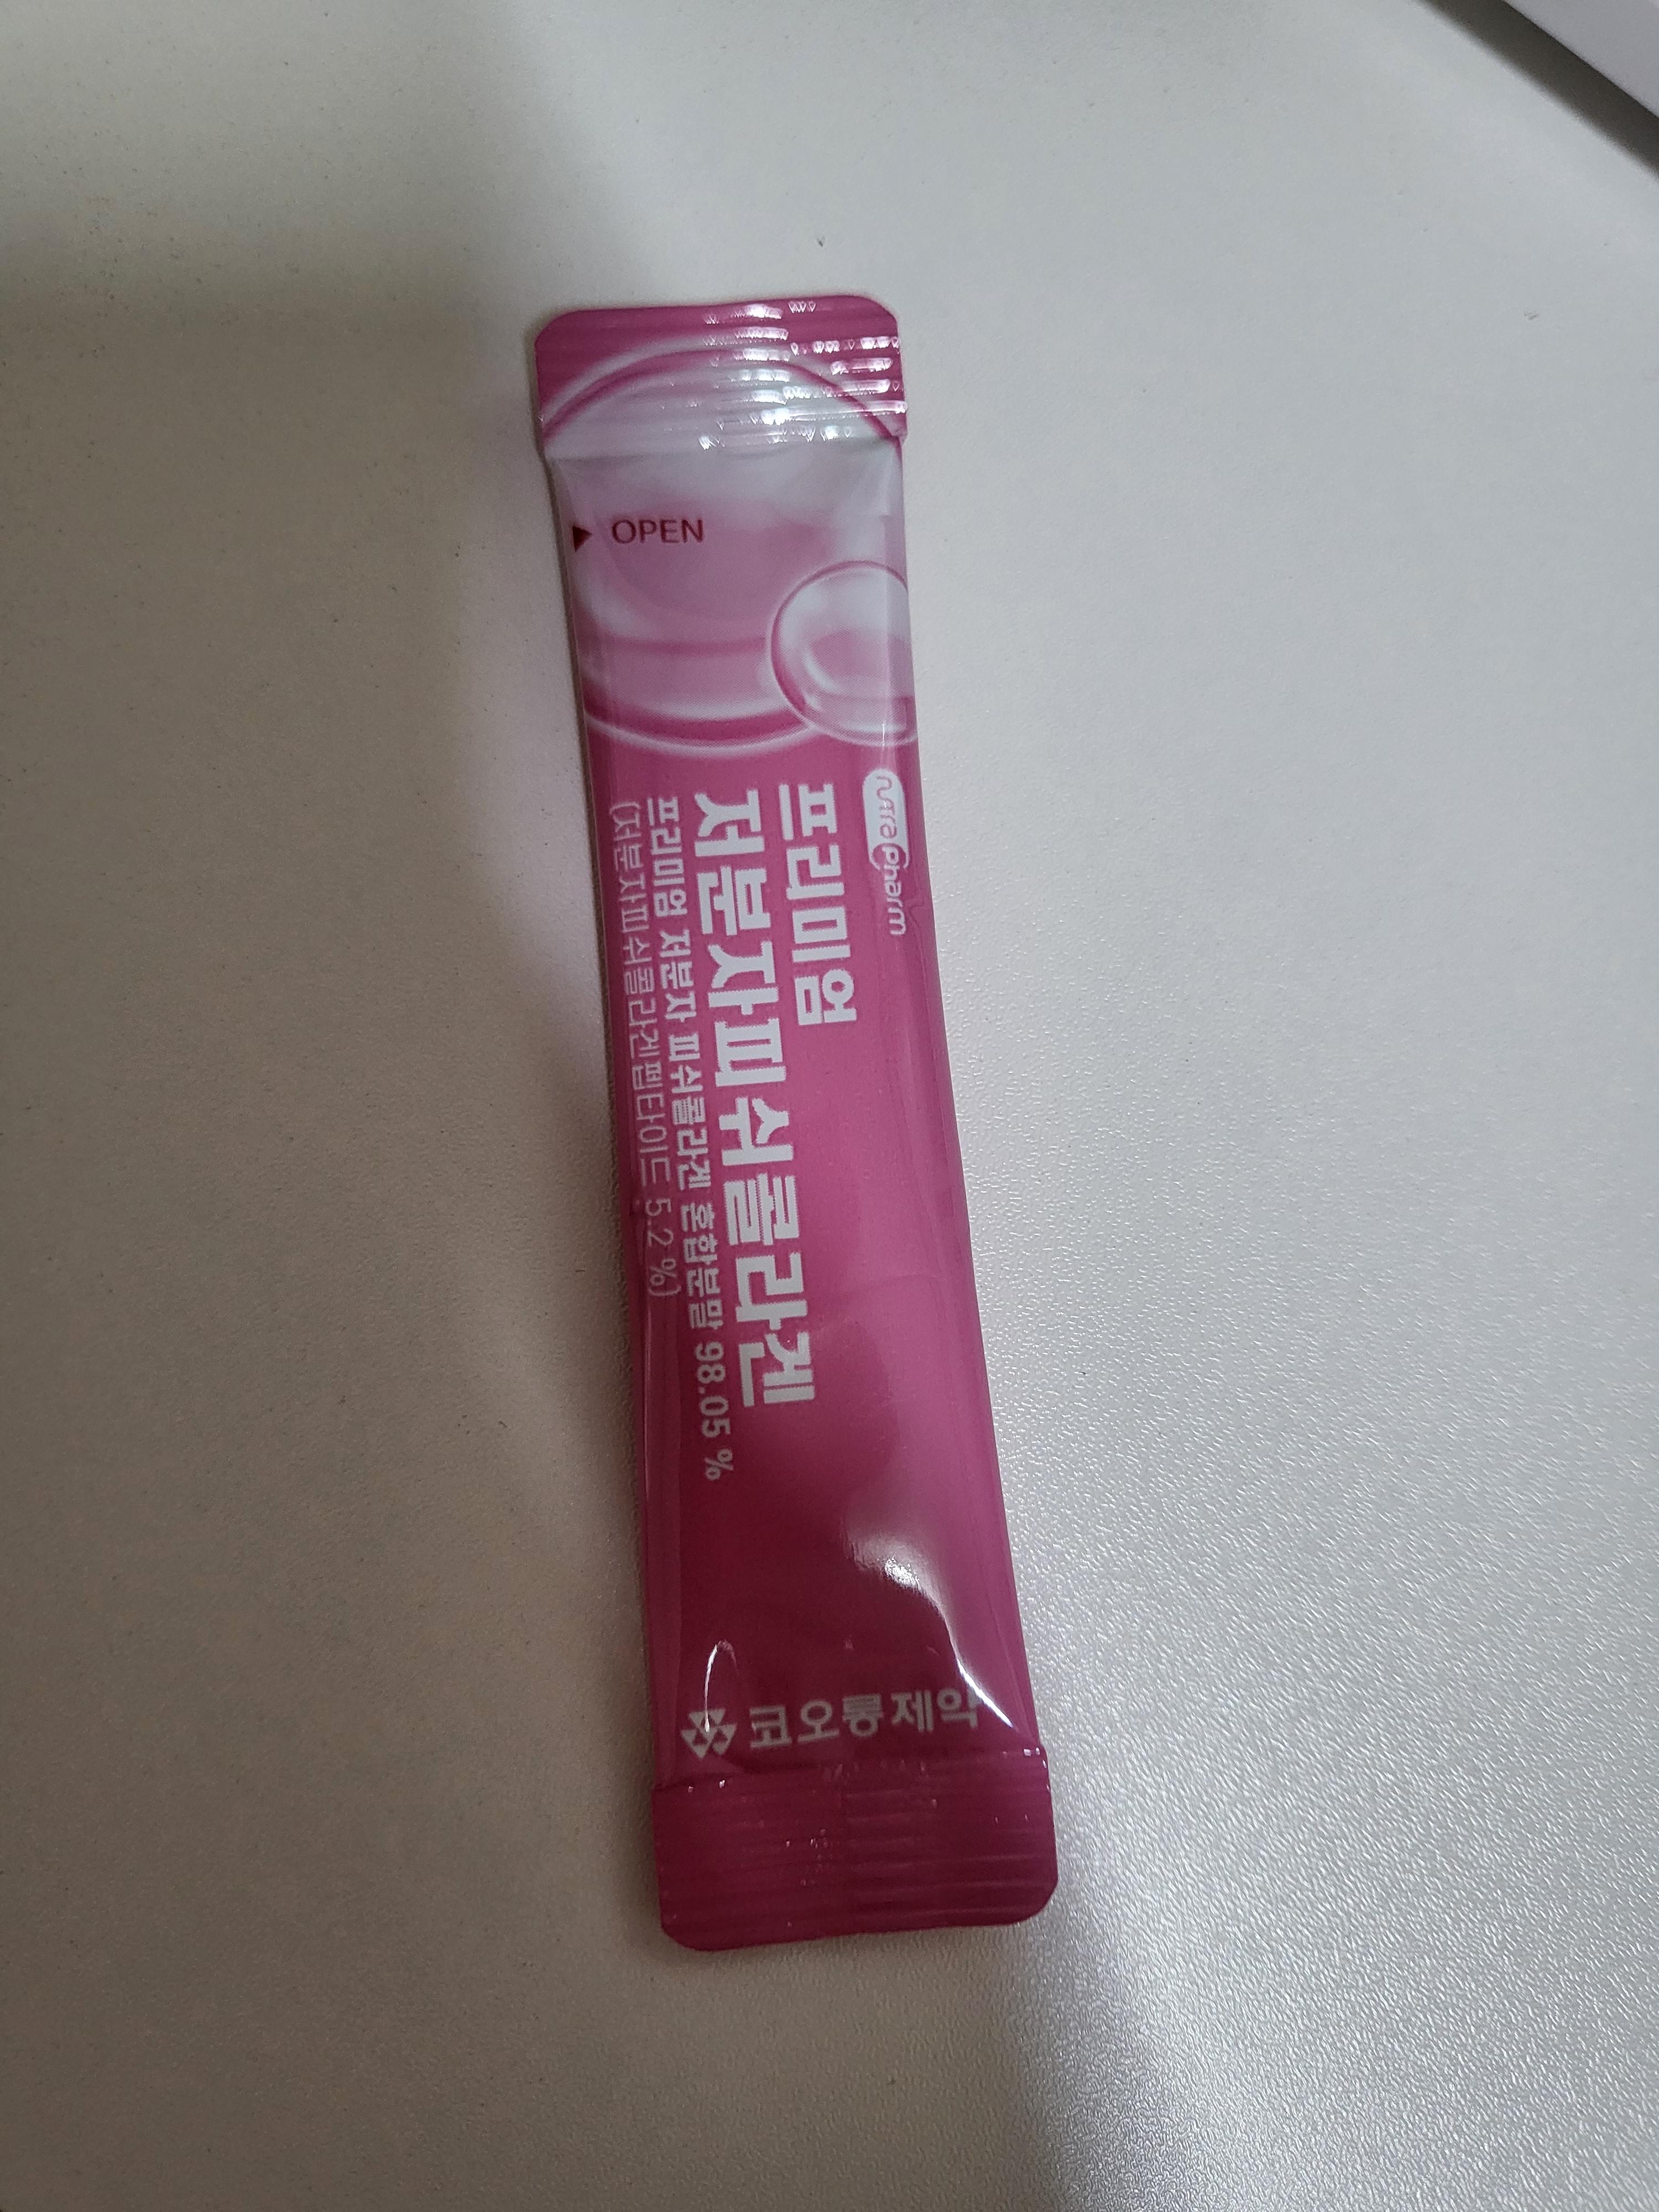 OPEN
Nutra Pharm
프리미엄
저분자피쉬콜라겐
프리미엄 저분자 피쉬콜라겐 혼합분말 98.05 %
(저분자피쉬콜라겐펩타이드 5.2 %)
코오롱제약